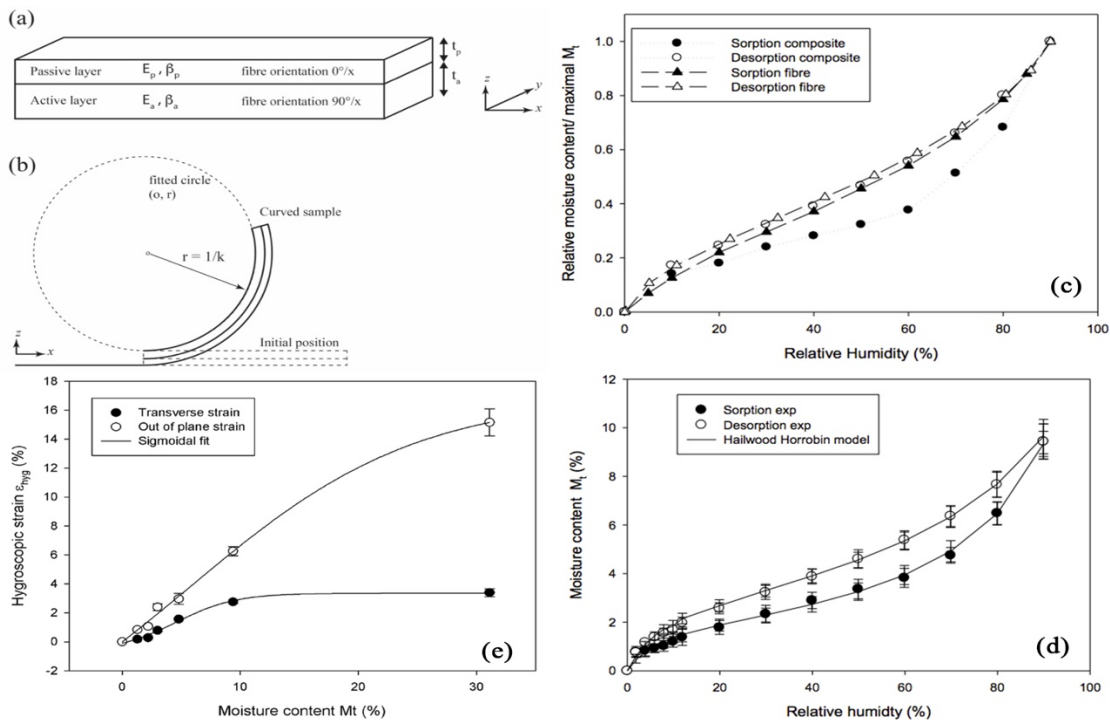 (a)
t_p
Passive layer E_p , β_p fibre orientation 0°/x
Active layer E_a , β_a fibre orientation 90°/x
t_a
z
y
x
(b)
fitted circle
(o, r)
Curved sample
r = 1/k
Initial position
z
x
Relative moisture content/ maximal M_t
1.0
0.8
0.6
0.4
0.2
0.0
Sorption composite
Desorption composite
Sorption fibre
Desorption fibre
(c)
0 20 40 60 80 100
Relative Humidity (%)
Hygroscopic strain ε_hyg (%)
18
16
14
12
10
8
6
4
2
0
-2
Transverse strain
Out of plane strain
Sigmoidal fit
(e)
0 10 20 30
Moisture content Mt (%)
Moisture content M_t (%)
12
10
8
6
4
2
0
Sorption exp
Desorption exp
Hailwood Horrobin model
(d)
0 20 40 60 80 100
Relative humidty (%)